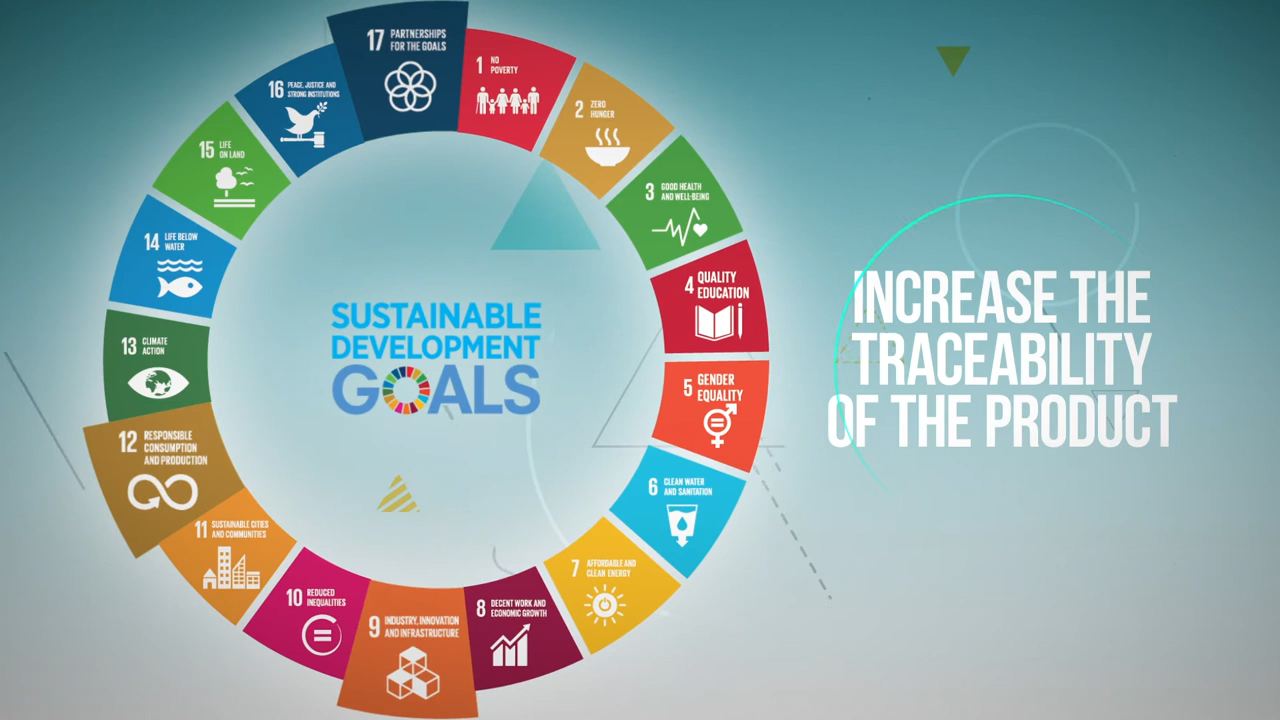 17 PARTNERSHIPS
FOR THE GOALS
1 NO
POVERTY
2 ZERO
HUNGER
3 GOOD HEALTH
AND WELL-BEING
4 QUALITY
EDUCATION
5 GENDER
EQUALITY
6 CLEAN WATER
AND SANITATION
7 AFFORDABLE AND
CLEAN ENERGY
8 DECENT WORK AND
ECONOMIC GROWTH
9 INDUSTRY, INNOVATION
AND INFRASTRUCTURE
10 REDUCED
INEQUALITIES
11 SUSTAINABLE CITIES
AND COMMUNITIES
12 RESPONSIBLE
CONSUMPTION
AND PRODUCTION
13 CLIMATE
ACTION
14 LIFE BELOW
WATER
15 LIFE
ON LAND
16 PEACE, JUSTICE AND
STRONG INSTITUTIONS
SUSTAINABLE
DEVELOPMENT
GOALS
INCREASE THE
TRACEABILITY
OF THE PRODUCT